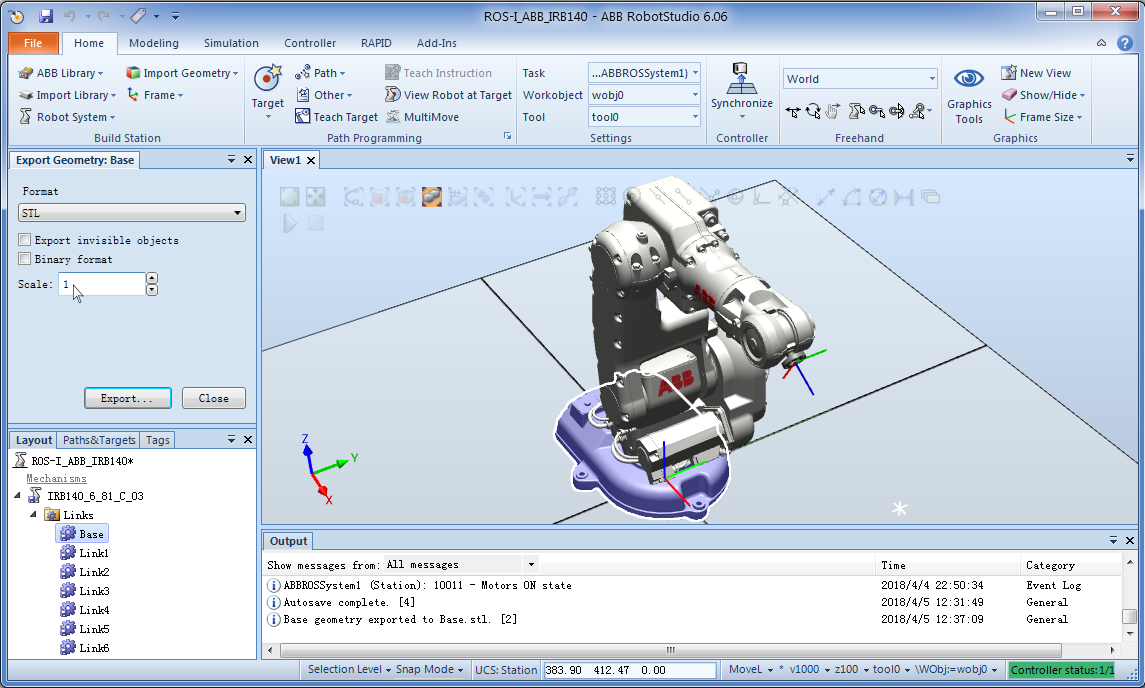 ROS-I_ABB_IRB140 - ABB RobotStudio 6.06
File Home Modeling Simulation Controller RAPID Add-Ins
ABB Library Import Geometry
Import Library Frame
Robot System
Build Station
Target
Path Teach Instruction
Other View Robot at Target
Teach Target MultiMove
Path Programming
Task ...ABBROSSystem1)
Workobject wobj0
Tool tool0
Settings
Synchronize
Controller
World
Freehand
Graphics Tools
New View
Show/Hide
Frame Size
Graphics
Export Geometry: Base
Format
STL
Export invisible objects
Binary format
Scale: 1
Export... Close
Layout Paths&Targets Tags
ROS-I_ABB_IRB140*
Mechanisms
IRB140_6_81_C_03
Links
Base
Link1
Link2
Link3
Link4
Link5
Link6
View1
ABB
ABB
Z
Y
X
Output
Show messages from: All messages Time Category
ABBROSSystem1 (Station): 10011 - Motors ON state 2018/4/4 22:50:34 Event Log
Autosave complete. [4] 2018/4/5 12:31:49 General
Base geometry exported to Base.stl. [2] 2018/4/5 12:37:09 General
Selection Level Snap Mode UCS: Station 383.90 412.47 0.00 MoveL * v1000 z100 tool0 \WObj:=wobj0 Controller status: 1/1